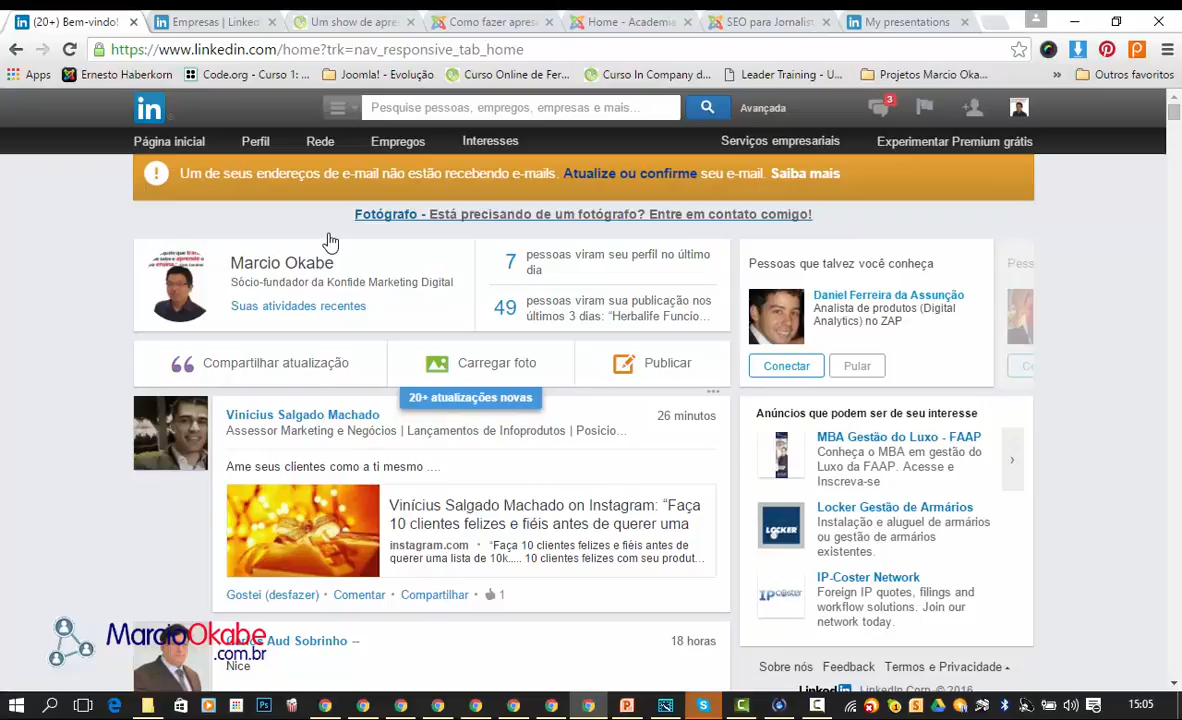 (20+) Bem-vindo!
Empresas | Linked
Um show de apre
Como fazer aprese
Home - Academia
SEO para Jornalist
My presentations
https://www.linkedin.com/home?trk=nav_responsive_tab_home
Apps
Ernesto Haberkorn
Code.org - Curso 1: ...
Joomla! - Evolução
Curso Online de Fer...
Curso In Company d...
Leader Training - U...
Projetos Marcio Oka...
»
Outros favoritos
in
Pesquise pessoas, empregos, empresas e mais...
Avançada
3
Página inicial
Perfil
Rede
Empregos
Interesses
Serviços empresariais
Experimentar Premium grátis
! Um de seus endereços de e-mail não estão recebendo e-mails. Atualize ou confirme seu e-mail. Saiba mais
Fotógrafo - Está precisando de um fotógrafo? Entre em contato comigo!
Marcio Okabe
Sócio-fundador da Konfide Marketing Digital
Suas atividades recentes
7 pessoas viram seu perfil no último
dia
49 pessoas viram sua publicação nos
últimos 3 dias: “Herbalife Funcio...
Pessoas que talvez você conheça
Pess
Daniel Ferreira da Assunção
Analista de produtos (Digital
Analytics) no ZAP
Conectar
Pular
Compartilhar atualização
Carregar foto
Publicar
20+ atualizações novas
Vinicius Salgado Machado
26 minutos
Assessor Marketing e Negócios | Lançamentos de Infoprodutos | Posicio...
Ame seus clientes como a ti mesmo ....
Vinícius Salgado Machado on Instagram: “Faça
10 clientes felizes e fiéis antes de querer uma
instagram.com · “Faça 10 clientes felizes e fiéis antes de
querer uma lista de 10k..... 10 clientes felizes com seu produt...
Gostei (desfazer) · Comentar · Compartilhar · 1
Aud Sobrinho --
18 horas
Nice
Anúncios que podem ser de seu interesse
MBA Gestão do Luxo - FAAP
Conheça o MBA em gestão do
Luxo da FAAP. Acesse e
Inscreva-se
LOCKER
Locker Gestão de Armários
Instalação e aluguel de armários
ou gestão de armários
existentes.
IPCOSTER
IP-Coster Network
Foreign IP quotes, filings and
workflow solutions. Join our
network today.
Sobre nós
Feedback
Termos e Privacidade
Linked in LinkedIn Corp. © 2016
MarcioOkabe
.com.br
15:05